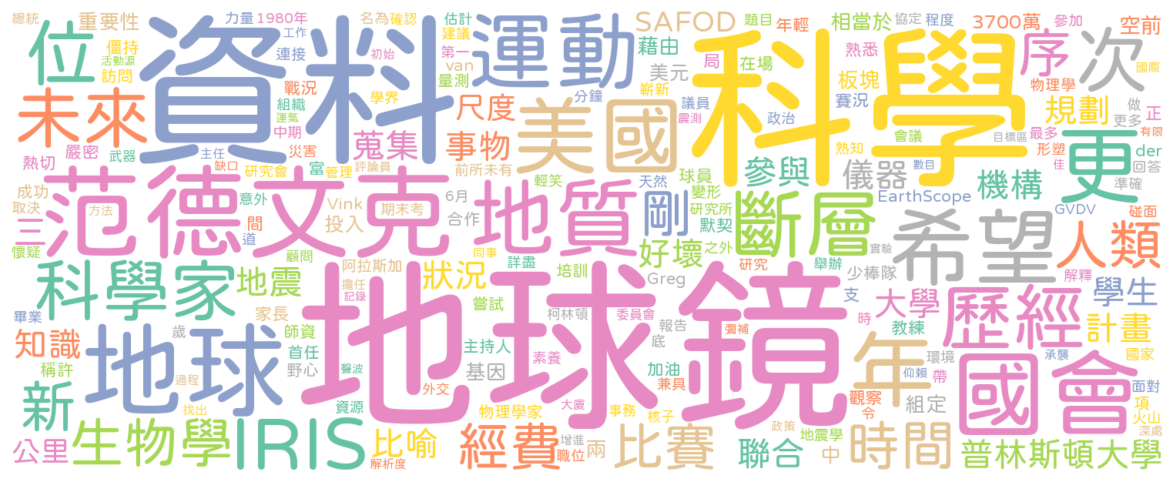 總統
力量
1980年
名為
確認
估計
SAFOD
題目
年輕
相當於
協定
程度
3700萬
參加
空前
重要性
工作
建議
位
資料
運動
科學
序
次
僵持
活動源
連接
初始
第一
van
藉由
局
在場
熟悉
物理學
國際
訪問
戰況
量測
美元
嶄新
板塊
未來
組織
學界
尺度
分鐘
議員
震測
政治
賽況
規劃
做
更多
正
運氣
中期
蒐集
事物
美國
會議
目標區
最多
形塑
有限
嚴密
武器
主任
缺口
災害
評論員
前所未有
熟知
更
der
熱切
研究會
富
管理
輕笑
天然
球員
變形
參與
儀器
數目
機構
佳
回答
準確
成功
取決
范德文克
方法
意外
Vink
期末考
6月
地質
剛
研究所
默契
斷層
EarthScope
GVDV
碰面
三
間
道
投入
合作
希望
人類
懷疑
顧問
同事
詳盡
好壞
之外
實驗
解釋
科學家
地震
阿拉斯加
擔任
記錄
狀況
嘗試
培訓
Greg
研究
舉辦
少棒隊
支
大學
歷經
學生
畢業
歲
家長
師資
地球鏡
柯林頓
委員會
報告
底
彌補
時
教練
計畫
知識
地球
首任
野心
聲波
基因
主持人
素養
加油
兼具
年
環境
承襲
國家
稱許
過程
外交
仰賴
帶
國會
面對
新
找出
資源
物理學家
大廈
事務
核子
觀察
令
組定
項
火山
深處
公里
生物學
IRIS
比喻
解析度
經費
增進
職位
兩
比賽
政策
聯合
地震學
中
時間
普林斯頓大學